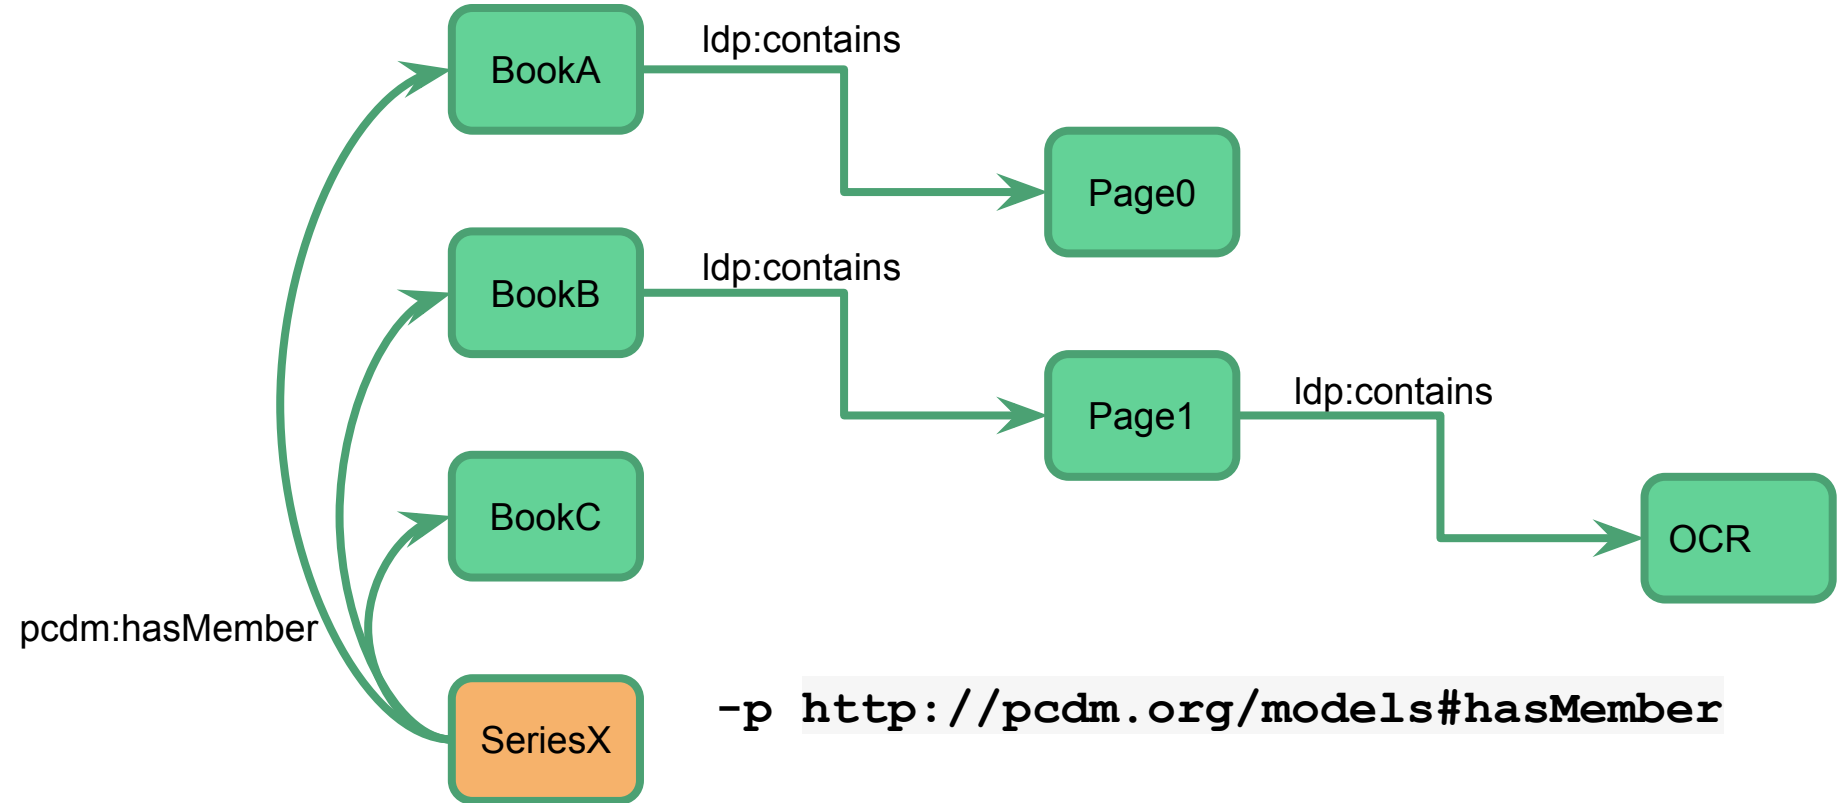 ldp:contains
BookA
Page0
ldp:contains
BookB
ldp:contains
Page1
BookC
OCR
pcdm:hasMember
SeriesX
-p http://pcdm.org/models#hasMember